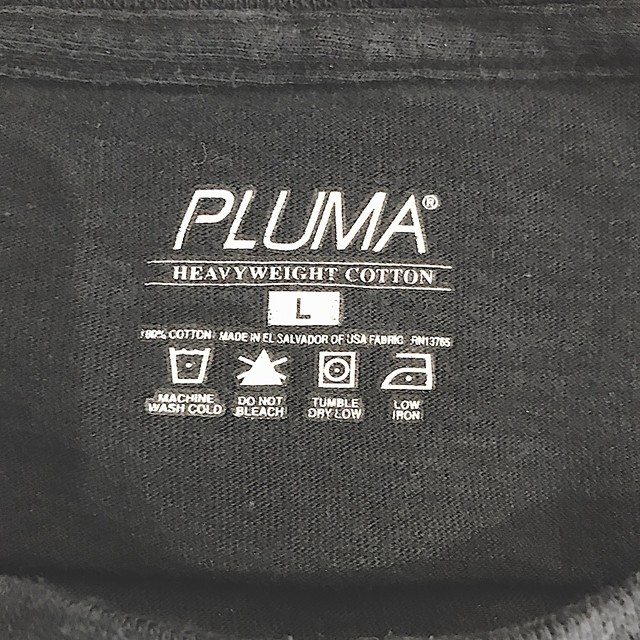 PLUMA®
HEAVYWEIGHT COTTON
L
100% COTTON MADE IN EL SALVADOR OF USA FABRIC RN13765
MACHINE WASH COLD
DO NOT BLEACH
TUMBLE DRY LOW
LOW IRON